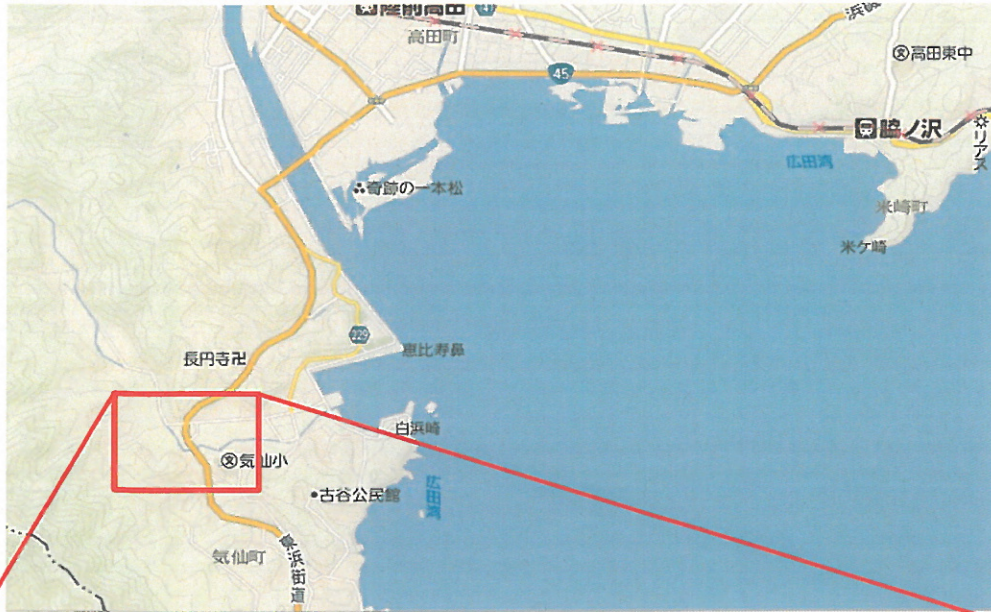 陸前高田
高田町
45
浜街
高田東中
脇ノ沢
リアス
広田湾
奇跡の一本松
米崎町
米ケ崎
229
恵比寿鼻
長円寺卍
白浜崎
気仙小
広田湾
古谷公民館
気仙町
東浜街道